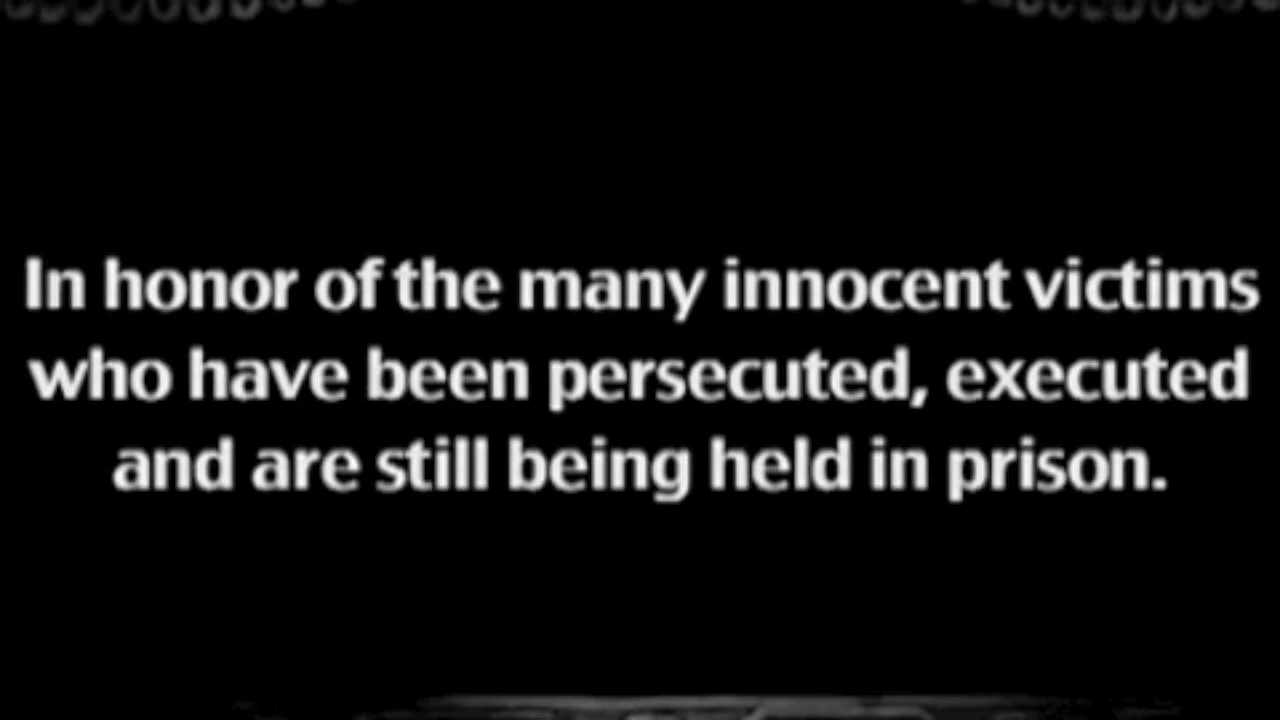 In honor of the many innocent victims
who have been persecuted, executed
and are still being held in prison.